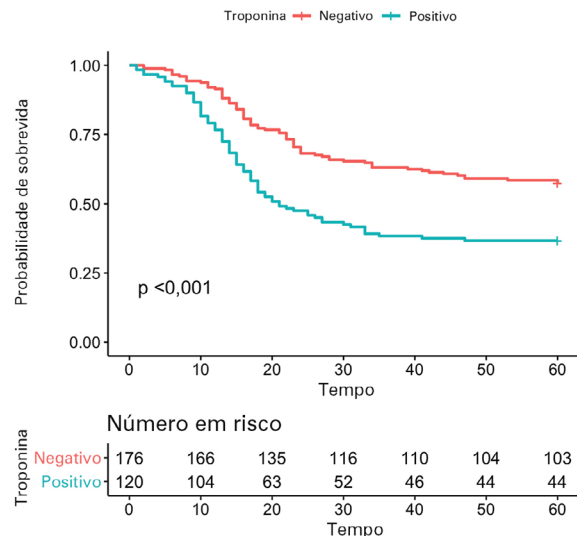 Troponina Negativo Positivo
Probabilidade de sobrevida
1.00
0.75
0.50
0.25
0.00
p <0,001
0 10 20 30 40 50 60
Tempo
Número em risco
Troponina
Negativo 176 166 135 116 110 104 103
Positivo 120 104 63 52 46 44 44
0 10 20 30 40 50 60
Tempo